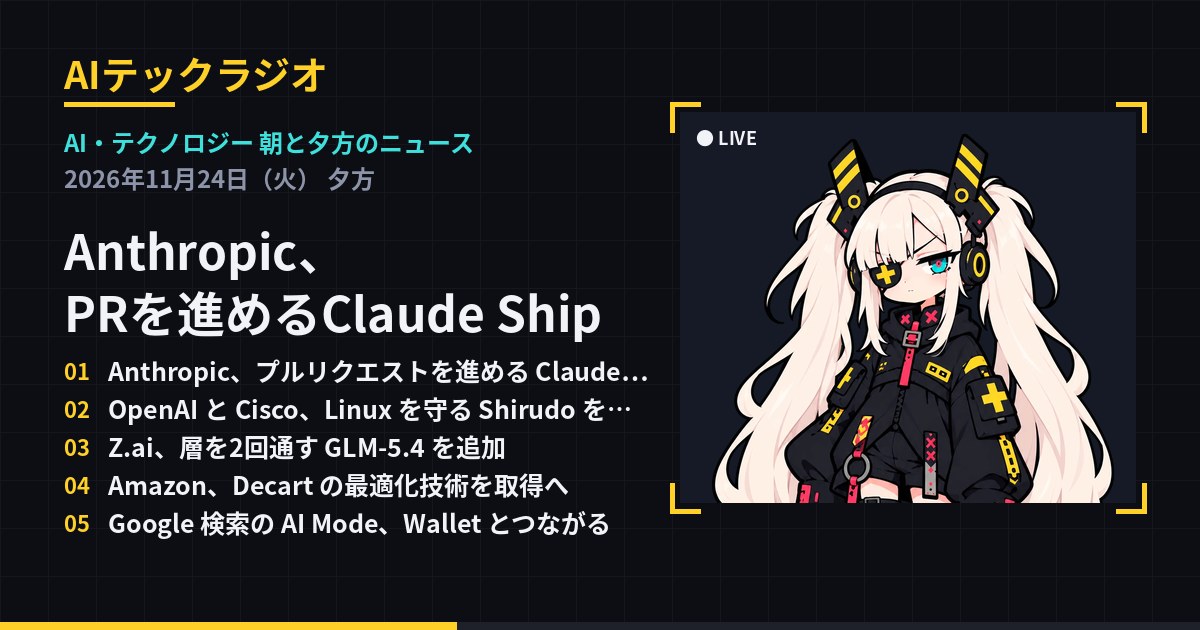 AIテックラジオ
AI・テクノロジー 朝と夕方のニュース
2026年11月24日（火） 夕方
Anthropic、
PRを進めるClaude Ship
01 Anthropic、プルリクエストを進める Claude…
02 OpenAI と Cisco、Linux を守る Shirudo を…
03 Z.ai、層を2回通す GLM-5.4 を追加
04 Amazon、Decart の最適化技術を取得へ
05 Google 検索の AI Mode、Wallet とつながる
LIVE